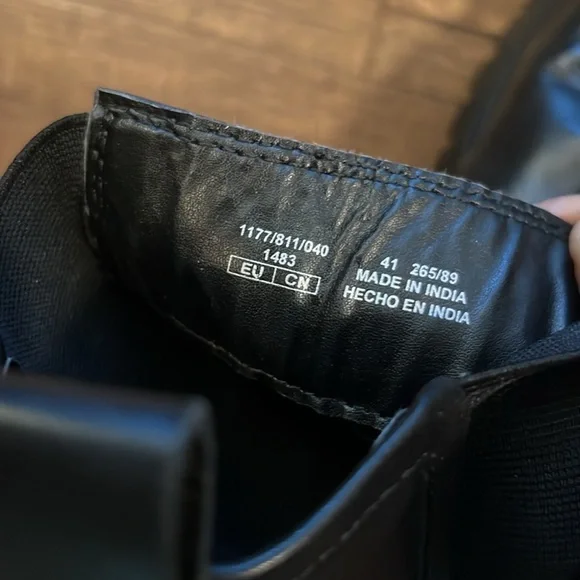 1177/811/040
1483
EU CN
41 265/89
MADE IN INDIA
HECHO EN INDIA